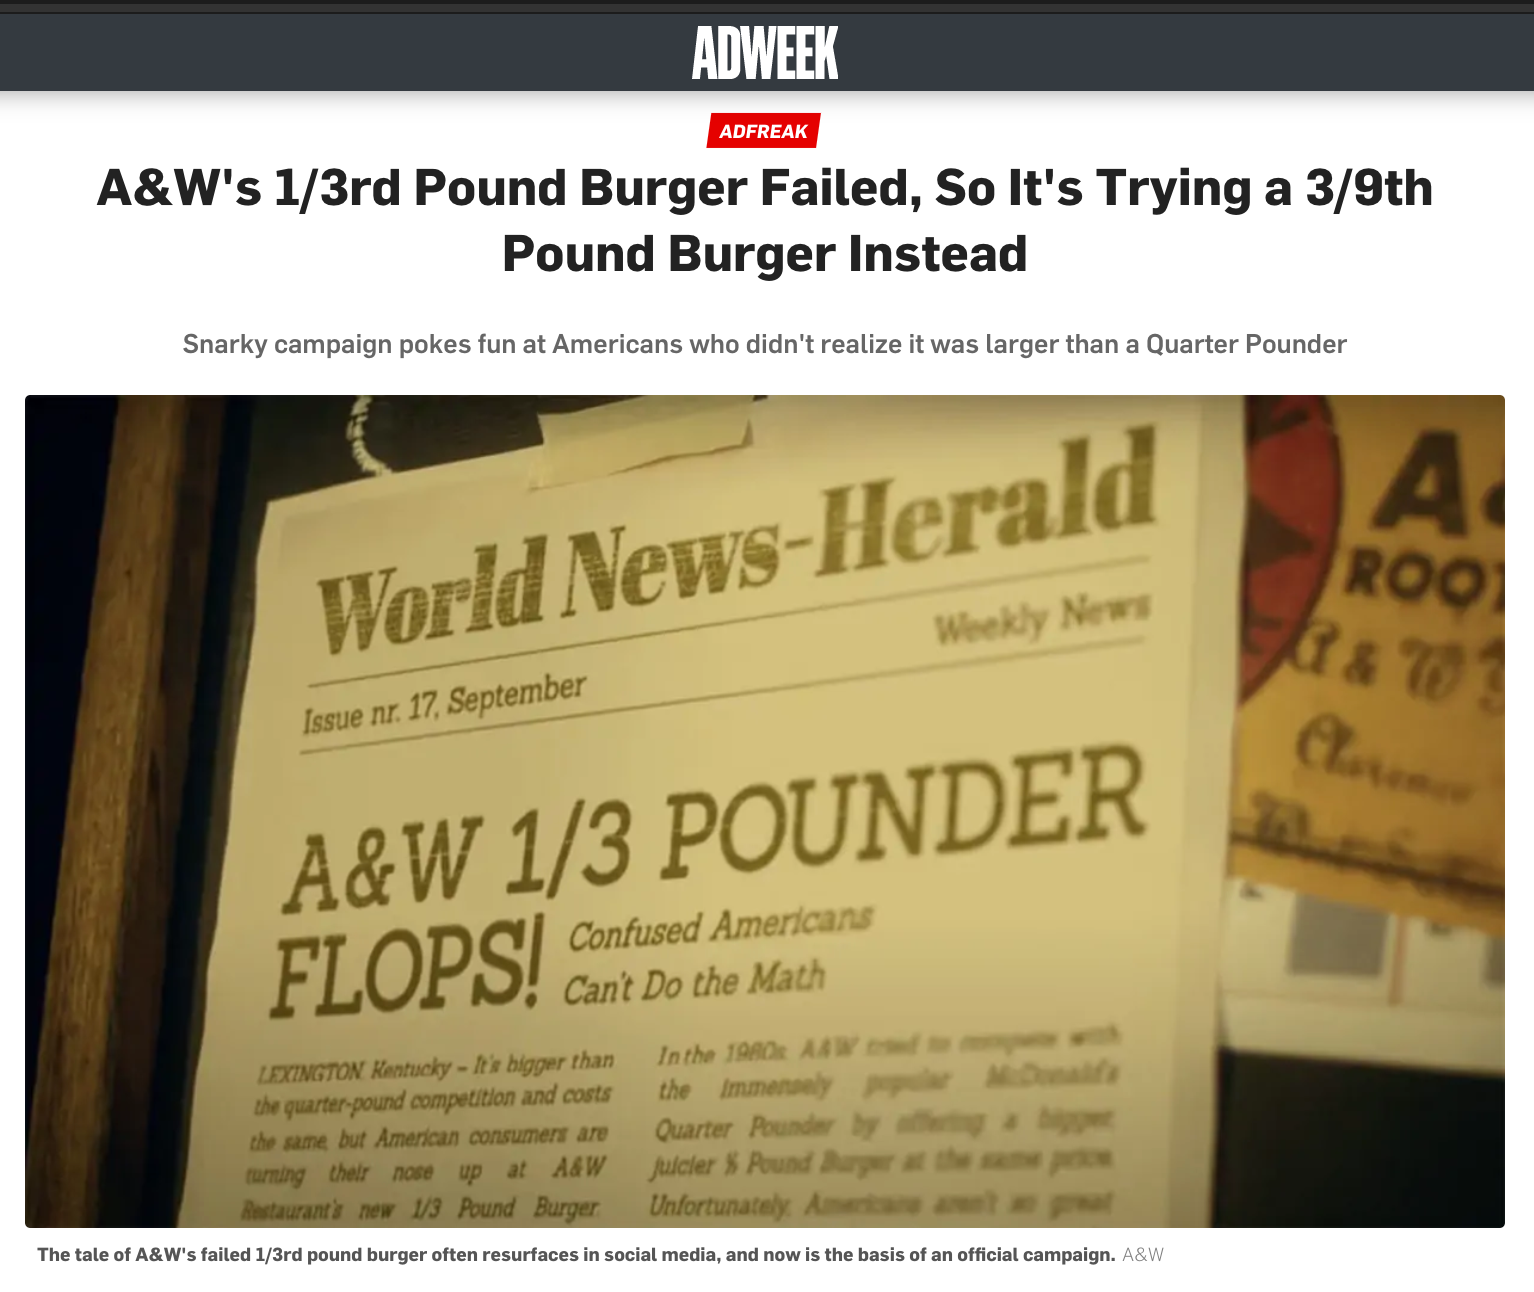 ADWEEK
ADFREAK
A&W's 1/3rd Pound Burger Failed, So It's Trying a 3/9th
Pound Burger Instead
Snarky campaign pokes fun at Americans who didn't realize it was larger than a Quarter Pounder
World News-Herald
Weekly News
Issue nr. 17, September
A&W 1/3 POUNDER
FLOPS!
Confused Americans
Can't Do the Math
LEXINGTON, Kentucky – It's bigger than
the quarter-pound competition and costs
the same, but American consumers are
turning their nose up at A&W
Restaurant's new 1/3 Pound Burger.
In the 1980s, A&W tried to compete with
the immensely popular McDonald's
Quarter Pounder by offering a bigger,
juicier ⅓ Pound Burger at the same price.
Unfortunately, Americans aren't so great
A
ROO
A & W
Clarence
The tale of A&W's failed 1/3rd pound burger often resurfaces in social media, and now is the basis of an official campaign. A&W